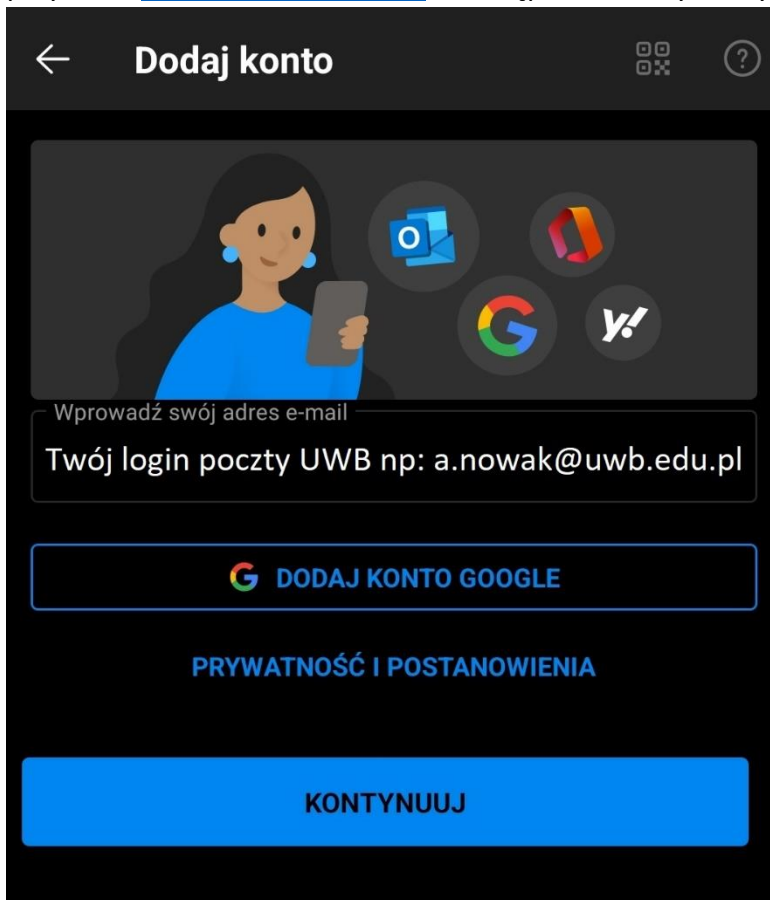 Dodaj konto
Wprowadź swój adres e-mail
Twój login poczty UWB np: a.nowak@uwb.edu.pl
DODAJ KONTO GOOGLE
PRYWATNOŚĆ I POSTANOWIENIA
KONTYNUUJ